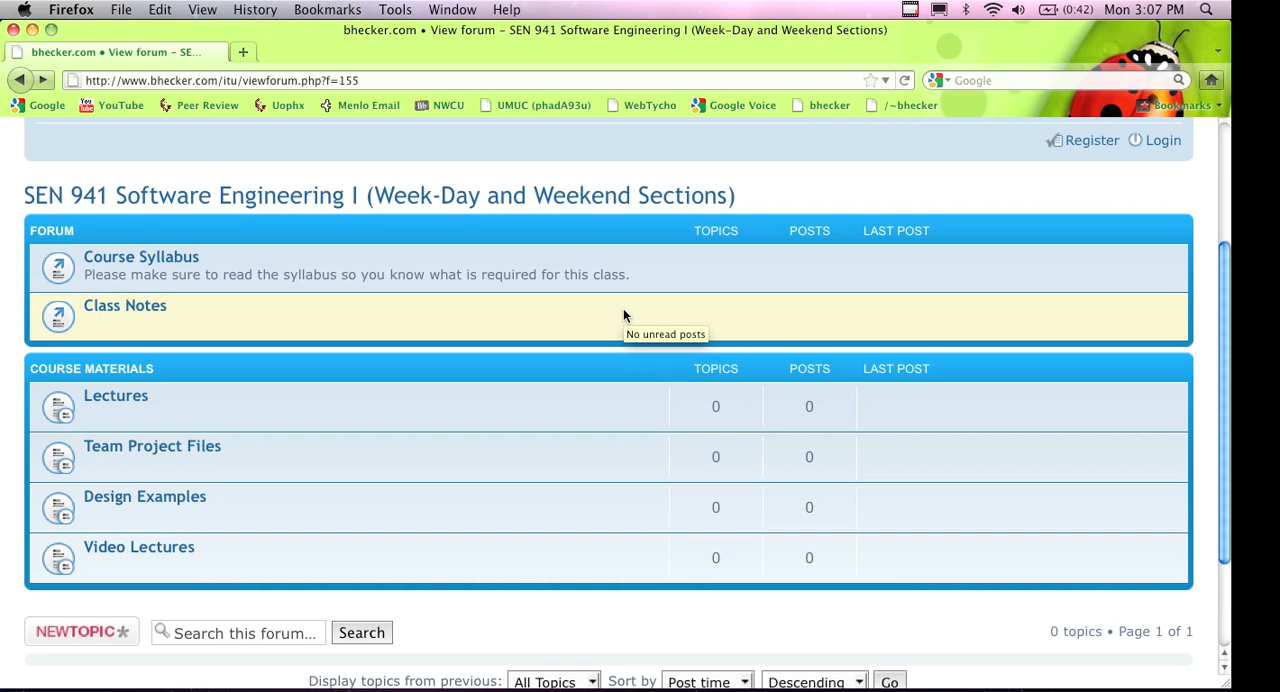 Firefox File Edit View History Bookmarks Tools Window Help (0:42) Mon 3:07 PM
bhecker.com • View forum – SEN 941 Software Engineering I (Week-Day and Weekend Sections)
bhecker.com • View forum – SE... +
http://www.bhecker.com/itu/viewforum.php?f=155 Google
Google YouTube Peer Review Uophx Menlo Email NWCU UMUC (phadA93u) WebTycho Google Voice bhecker /~bhecker Bookmarks
Register Login
SEN 941 Software Engineering I (Week-Day and Weekend Sections)
FORUM TOPICS POSTS LAST POST
Course Syllabus
Please make sure to read the syllabus so you know what is required for this class.
Class Notes
No unread posts
COURSE MATERIALS TOPICS POSTS LAST POST
Lectures 0 0
Team Project Files 0 0
Design Examples 0 0
Video Lectures 0 0
NEWTOPIC* Search this forum... Search 0 topics • Page 1 of 1
Display topics from previous: All Topics Sort by Post time Descending Go